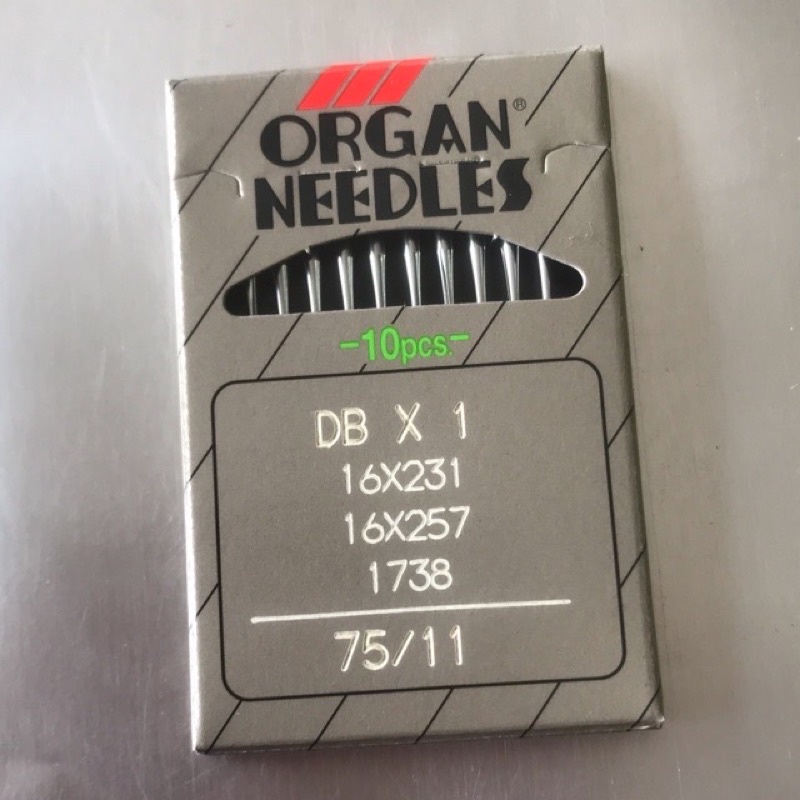 ORGAN®
NEEDLES
-10pcs.-
DB X 1
16X231
16X257
1738
75/11